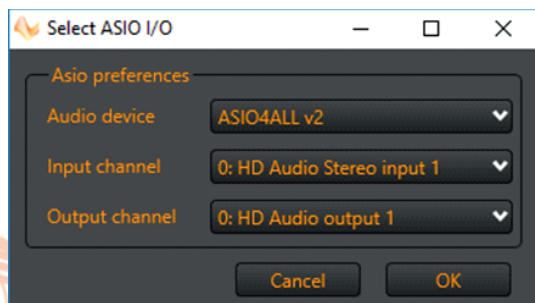 Select ASIO I/O
Asio preferences
Audio device ASIO4ALL v2
Input channel 0: HD Audio Stereo input 1
Output channel 0: HD Audio output 1
Cancel OK